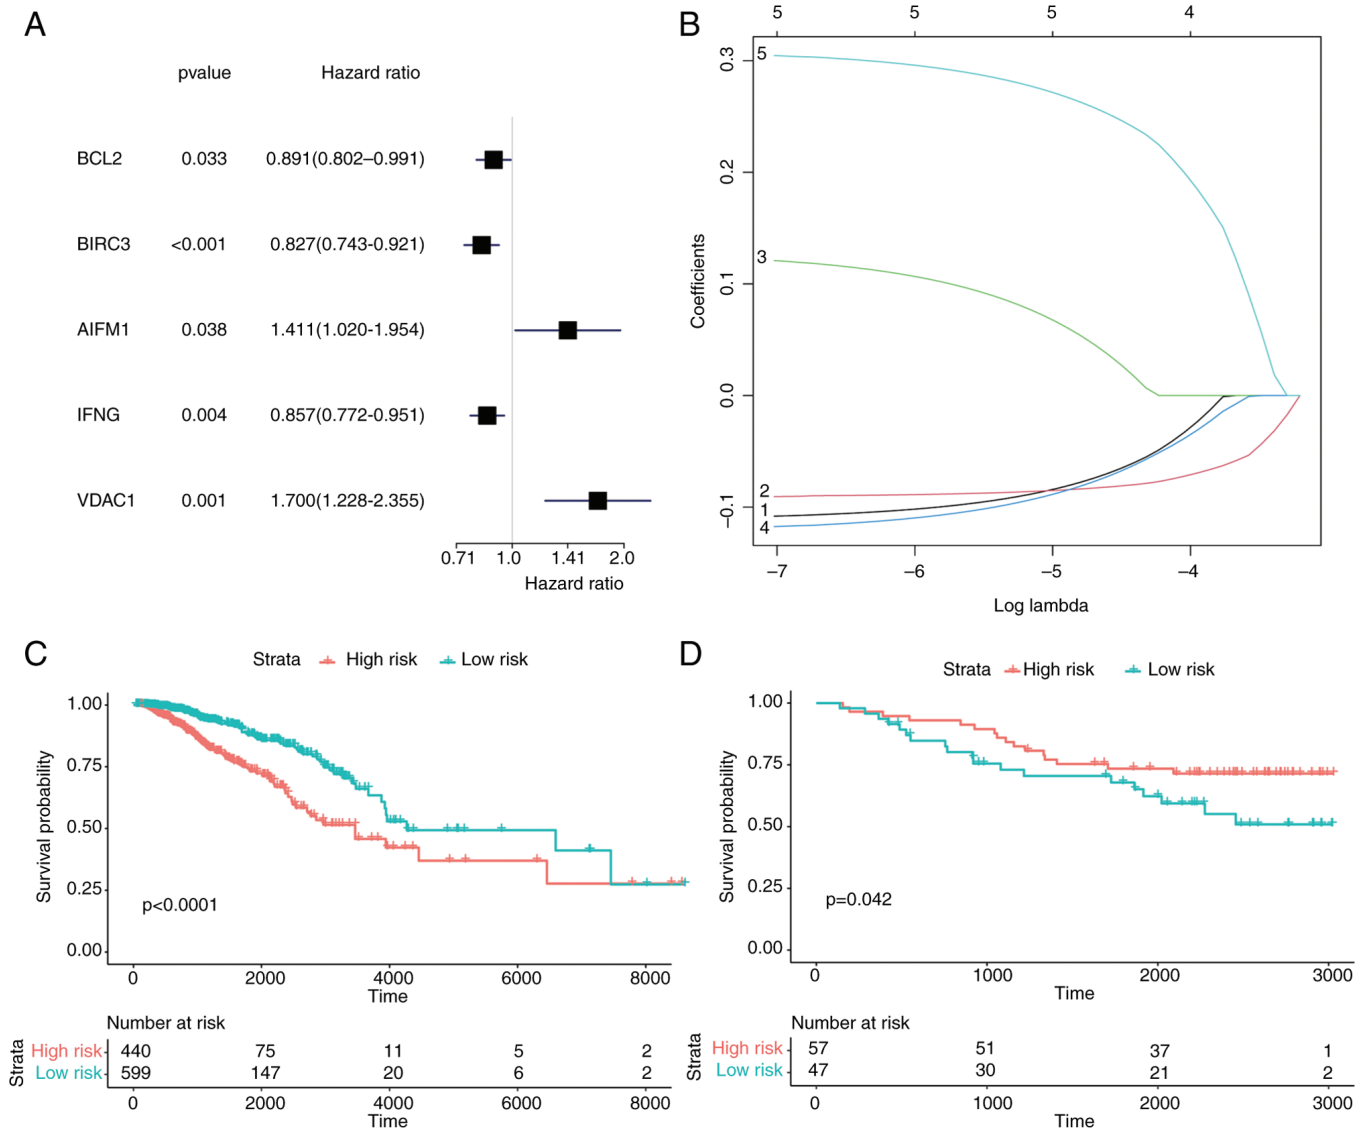 A
pvalue Hazard ratio
BCL2 0.033 0.891(0.802–0.991)
BIRC3 <0.001 0.827(0.743-0.921)
AIFM1 0.038 1.411(1.020-1.954)
IFNG 0.004 0.857(0.772-0.951)
VDAC1 0.001 1.700(1.228-2.355)
0.71 1.0 1.41 2.0
Hazard ratio
B
5 5 5 4
Coefficients
0.3
0.2
0.1
0.0
–0.1
5
3
2
1
4
–7 –6 –5 –4
Log lambda
C
Strata High risk Low risk
Survival probability
1.00
0.75
0.50
0.25
0.00
p<0.0001
0 2000 4000 6000 8000
Time
Number at risk
Strata
High risk 440 75 11 5 2
Low risk 599 147 20 6 2
0 2000 4000 6000 8000
Time
D
Strata High risk Low risk
Survival probability
1.00
0.75
0.50
0.25
0.00
p=0.042
0 1000 2000 3000
Time
Number at risk
Strata
High risk 57 51 37 1
Low risk 47 30 21 2
0 1000 2000 3000
Time